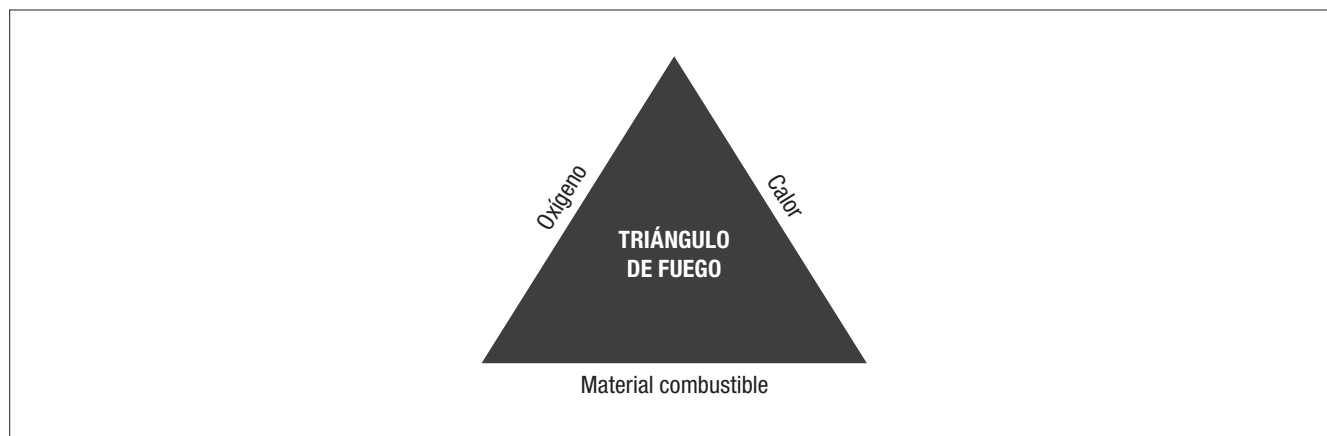 Oxígeno
Calor
TRIÁNGULO
DE FUEGO
Material combustible